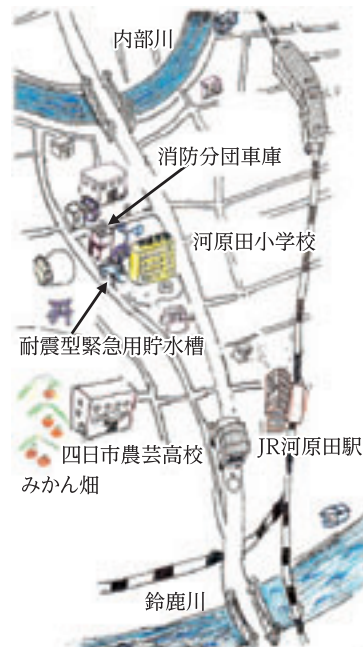 内部川
消防分団車庫
河原田小学校
耐震型緊急用貯水槽
四日市農芸高校
JR河原田駅
みかん畑
鈴鹿川